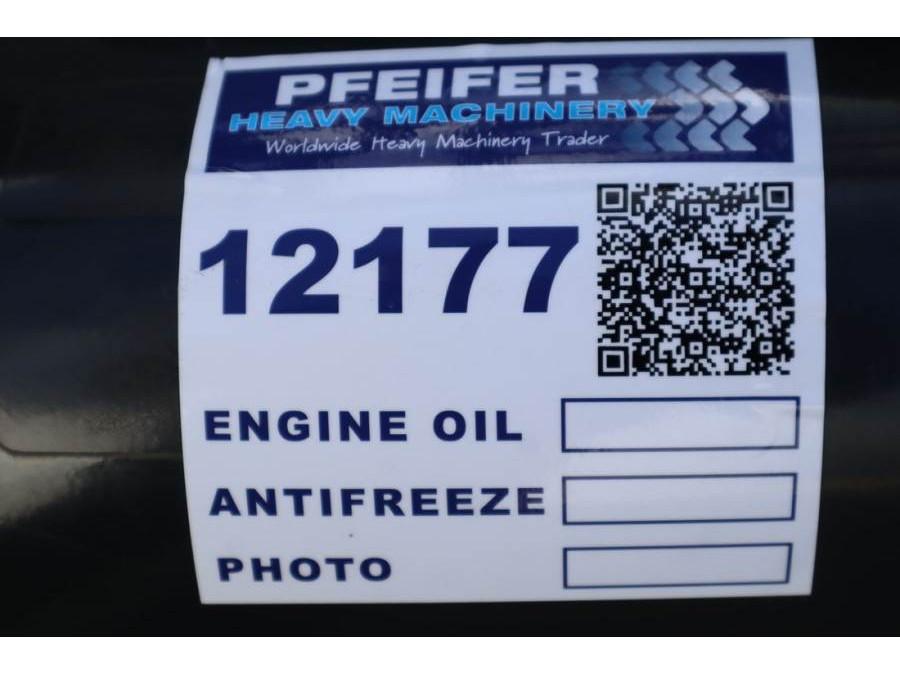 PFEIFER
HEAVY MACHINERY
Worldwide Heavy Machinery Trader
12177
ENGINE OIL
ANTIFREEZE
PHOTO